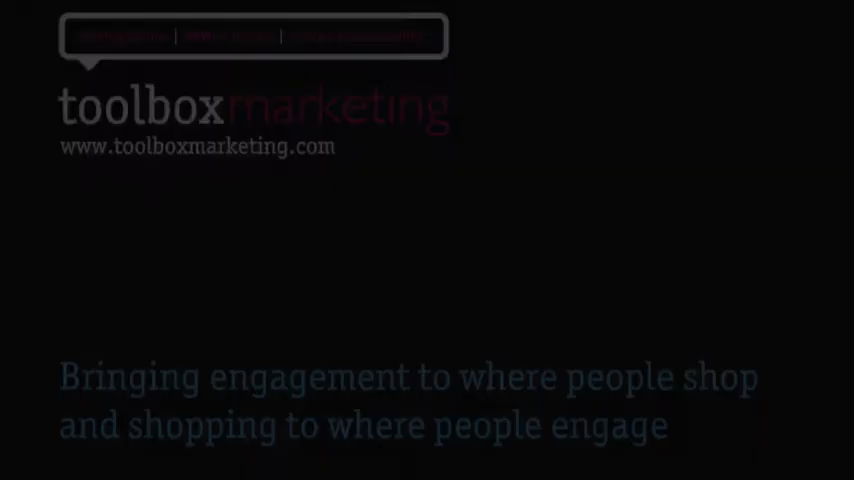 toolboxmarketing
www.toolboxmarketing.com
Bringing engagement to where people shop
and shopping to where people engage